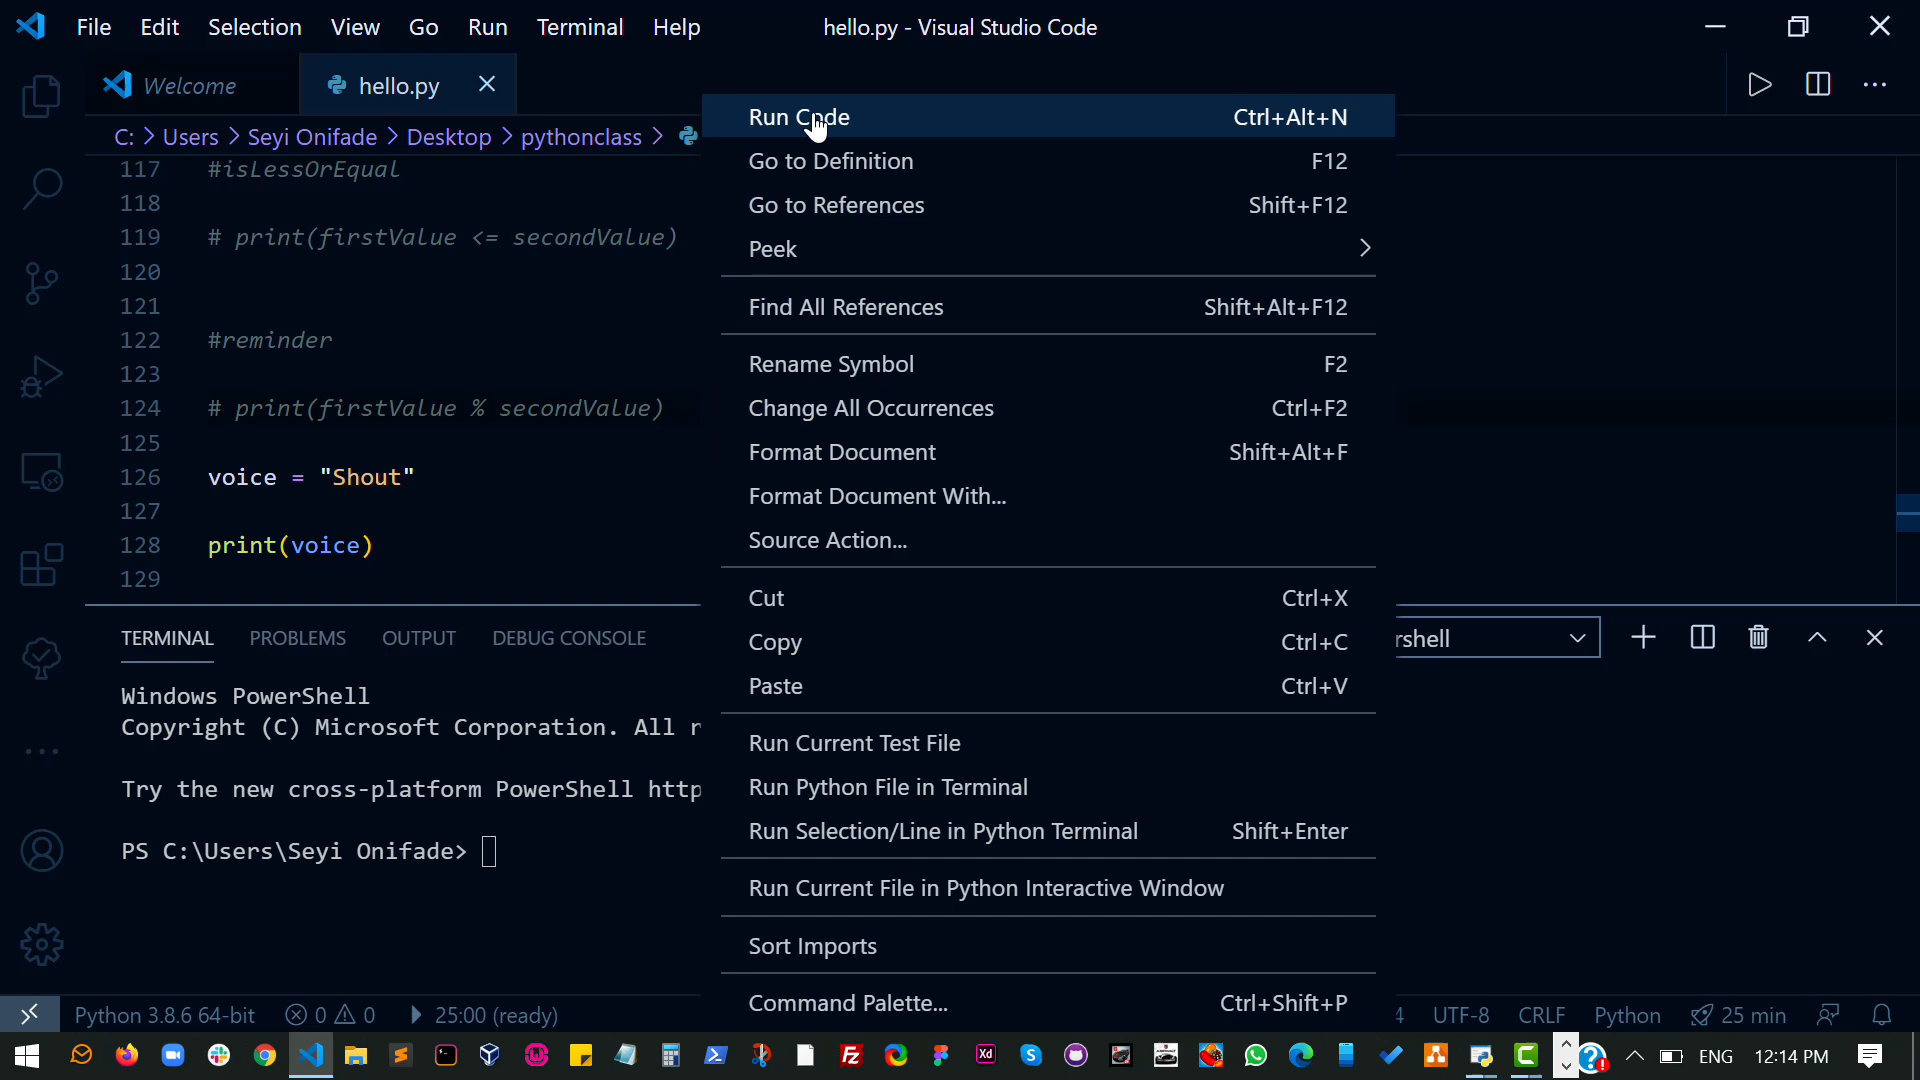 File Edit Selection View Go Run Terminal Help hello.py - Visual Studio Code
Welcome hello.py
C: > Users > Seyi Onifade > Desktop > pythonclass >
117 #isLessOrEqual
118
119 # print(firstValue <= secondValue)
120
121
122 #reminder
123
124 # print(firstValue % secondValue)
125
126 voice = "Shout"
127
128 print(voice)
129
Run Code Ctrl+Alt+N
Go to Definition F12
Go to References Shift+F12
Peek
Find All References Shift+Alt+F12
Rename Symbol F2
Change All Occurrences Ctrl+F2
Format Document Shift+Alt+F
Format Document With...
Source Action...
Cut Ctrl+X
Copy Ctrl+C
Paste Ctrl+V
Run Current Test File
Run Python File in Terminal
Run Selection/Line in Python Terminal Shift+Enter
Run Current File in Python Interactive Window
Sort Imports
Command Palette... Ctrl+Shift+P
TERMINAL PROBLEMS OUTPUT DEBUG CONSOLE rshell
Windows PowerShell
Copyright (C) Microsoft Corporation. All r
Try the new cross-platform PowerShell http
PS C:\Users\Seyi Onifade>
Python 3.8.6 64-bit 0 0 25:00 (ready) 4 UTF-8 CRLF Python 25 min
Xd ENG 12:14 PM